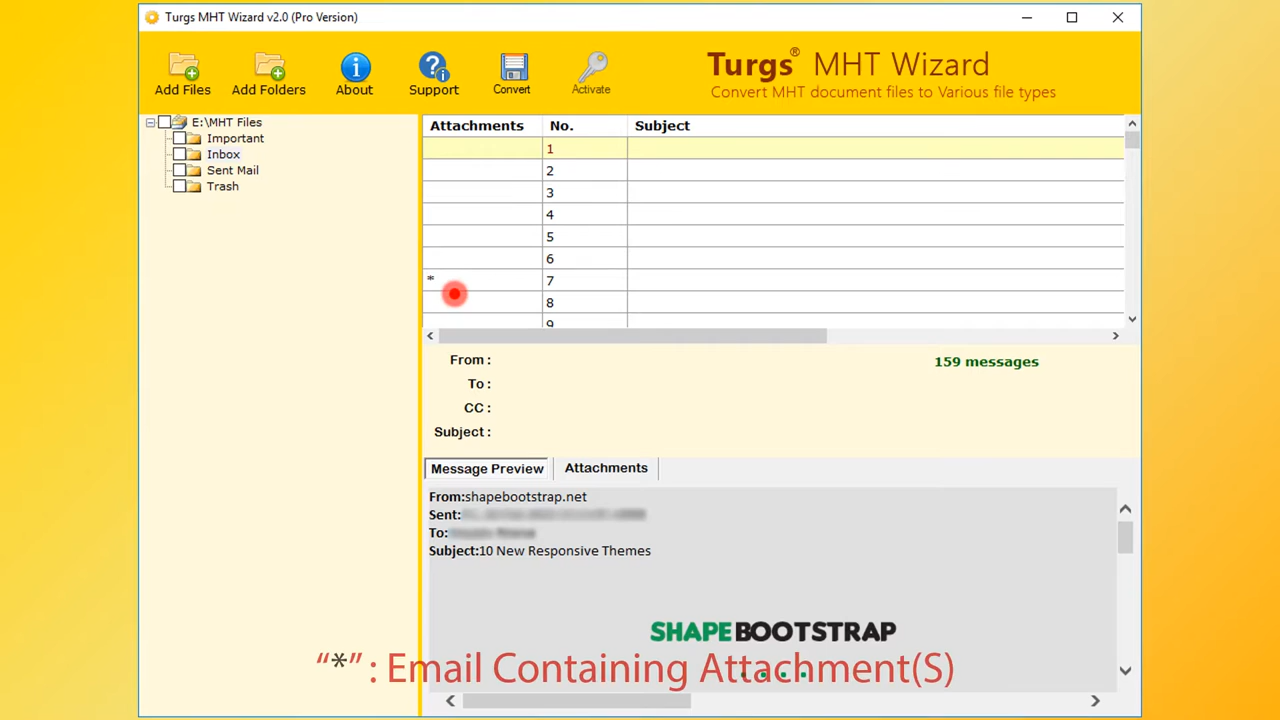 Turgs MHT Wizard v2.0 (Pro Version)
Add Files
Add Folders
About
Support
Convert
Activate
Turgs® MHT Wizard
Convert MHT document files to Various file types
E:\MHT Files
Important
Inbox
Sent Mail
Trash
Attachments No. Subject
1
2
3
4
5
6
* 7
8
9
From :
159 messages
To :
CC :
Subject :
Message Preview Attachments
From:shapebootstrap.net
Sent:
To:
Subject:10 New Responsive Themes
SHAPEBOOTSTRAP
“*” : Email Containing Attachment(S)